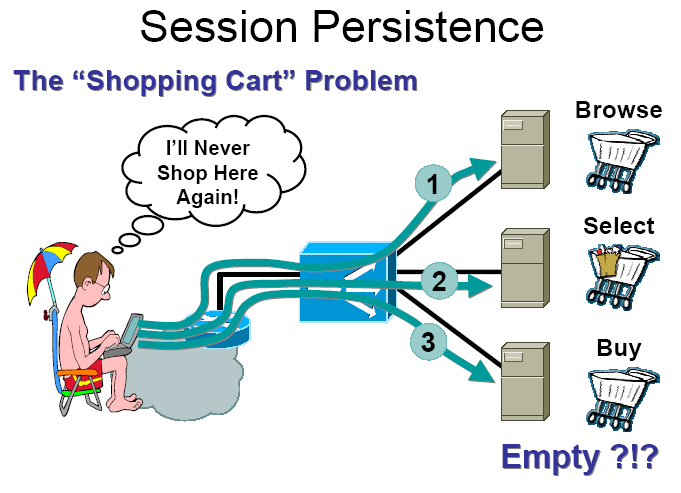 Session Persistence
The “Shopping Cart” Problem
I’ll Never
Shop Here
Again!
1
Browse
2
Select
3
Buy
Empty ?!?